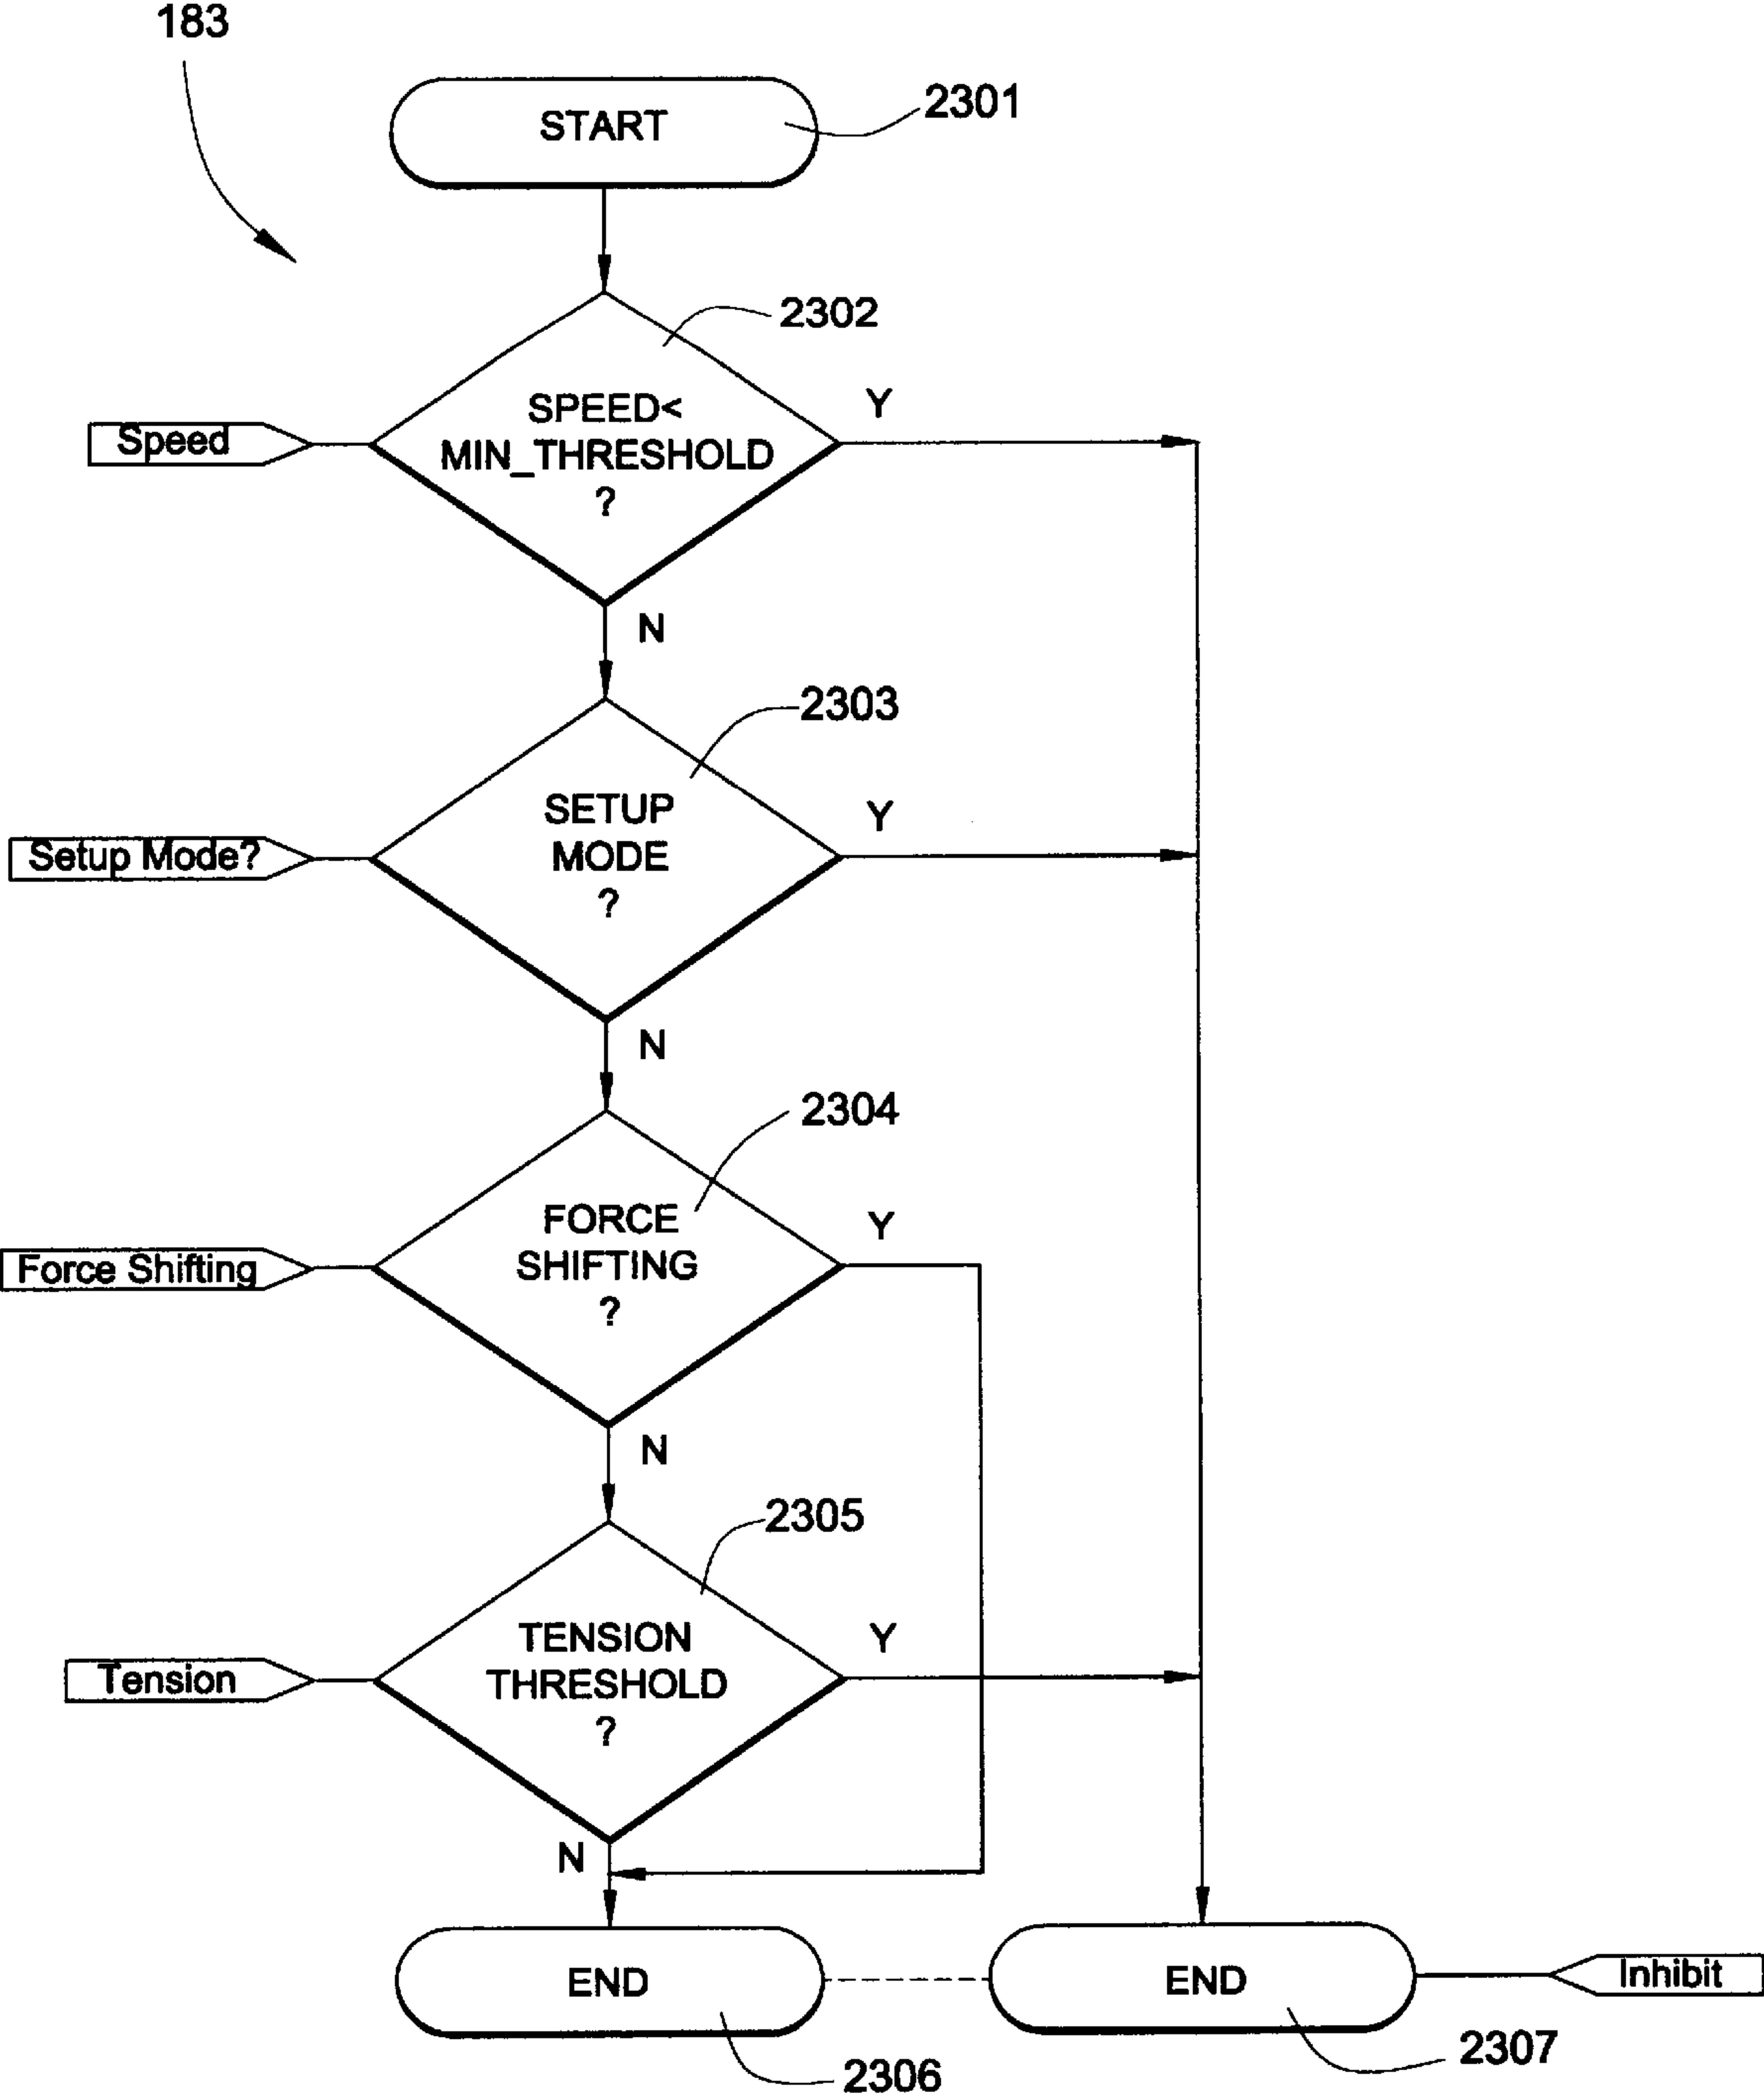 183
START
2301
2302
Speed
SPEED<
MIN_THRESHOLD
?
Y
N
2303
Setup Mode?
SETUP
MODE
?
Y
N
2304
Force Shifting
FORCE
SHIFTING
?
Y
N
2305
Tension
TENSION
THRESHOLD
?
Y
N
END
END
Inhibit
2306
2307